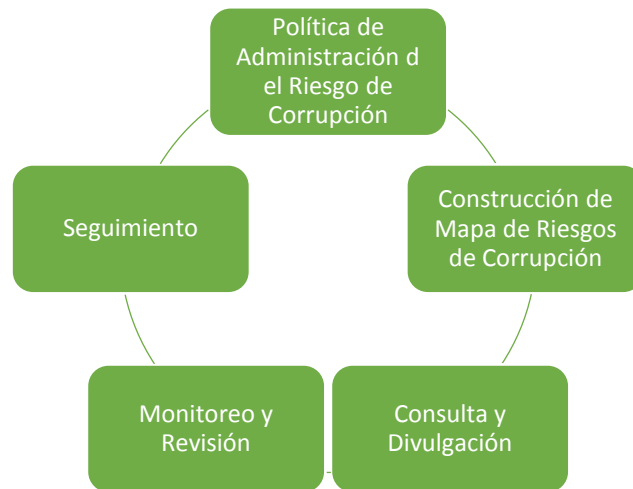 Política de
Administración d
el Riesgo de
Corrupción
Construcción de
Mapa de Riesgos
de Corrupción
Consulta y
Divulgación
Monitoreo y
Revisión
Seguimiento